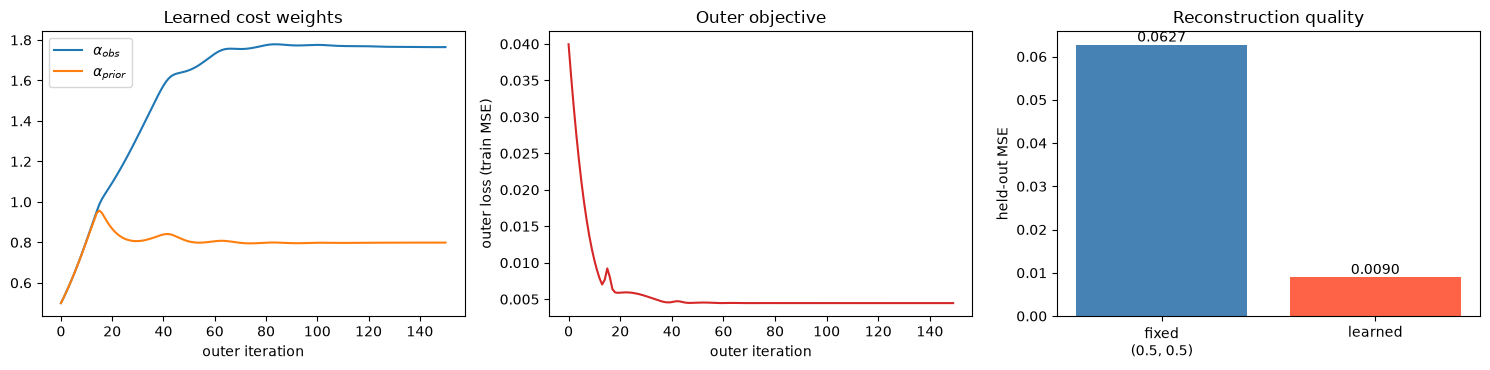 Learned cost weights
α_obs
α_prior
1.8
1.6
1.4
1.2
1.0
0.8
0.6
0 20 40 60 80 100 120 140
outer iteration
Outer objective
outer loss (train MSE)
0.040
0.035
0.030
0.025
0.020
0.015
0.010
0.005
0 20 40 60 80 100 120 140
outer iteration
Reconstruction quality
held-out MSE
0.06
0.05
0.04
0.03
0.02
0.01
0.00
0.0627
0.0090
fixed
(0.5, 0.5)
learned